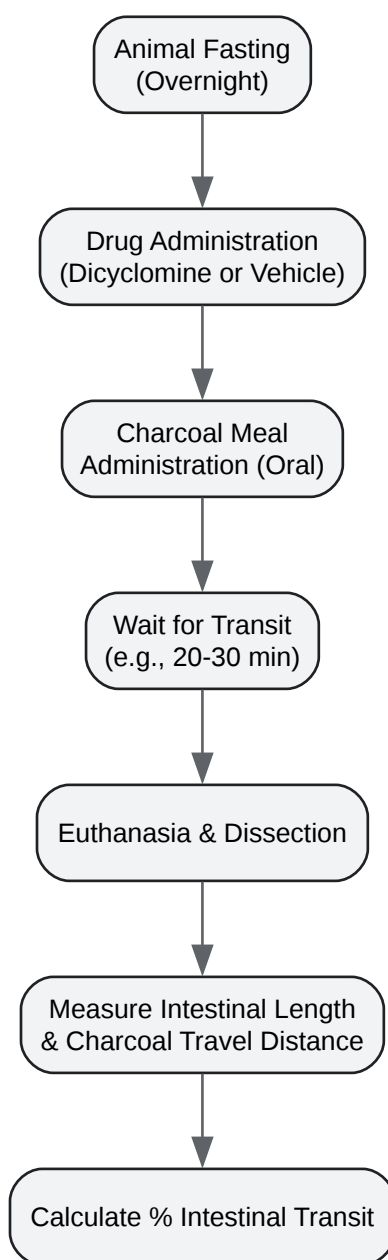 Animal Fasting
(Overnight)
Drug Administration
(Dicyclomine or Vehicle)
Charcoal Meal
Administration (Oral)
Wait for Transit
(e.g., 20-30 min)
Euthanasia & Dissection
Measure Intestinal Length
& Charcoal Travel Distance
Calculate % Intestinal Transit